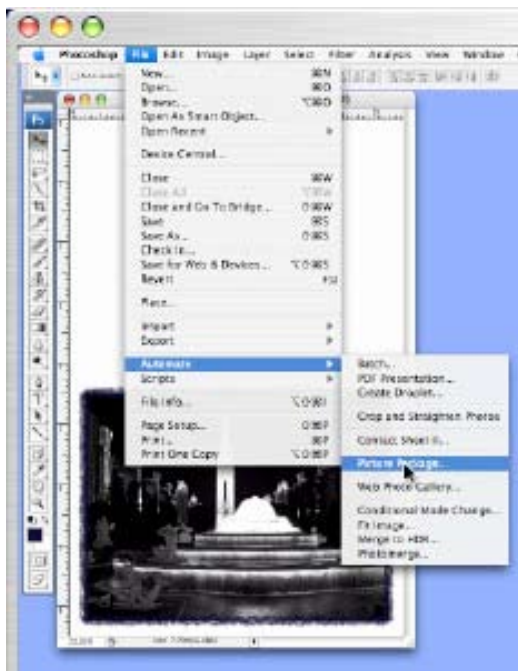 Photoshop File Edit Image Layer Select Filter Analysis View Window
New... ⌘N
Open... ⌘O
Browse... ⌥⌘O
Open As Smart Object...
Open Recent
Device Central...
Close ⌘W
Close All ⌥⌘W
Close and Go To Bridge... ⇧⌘W
Save ⌘S
Save As... ⇧⌘S
Check In...
Save for Web & Devices... ⌥⇧⌘S
Revert F12
Place...
Import
Export
Automate
Scripts
File Info... ⌥⇧⌘I
Page Setup... ⇧⌘P
Print... ⌘P
Print One Copy ⌥⇧⌘P
Batch...
PDF Presentation...
Create Droplet...
Crop and Straighten Photos
Contact Sheet II...
Picture Package...
Web Photo Gallery...
Conditional Mode Change...
Fit Image...
Merge to HDR...
Photomerge...
Ps